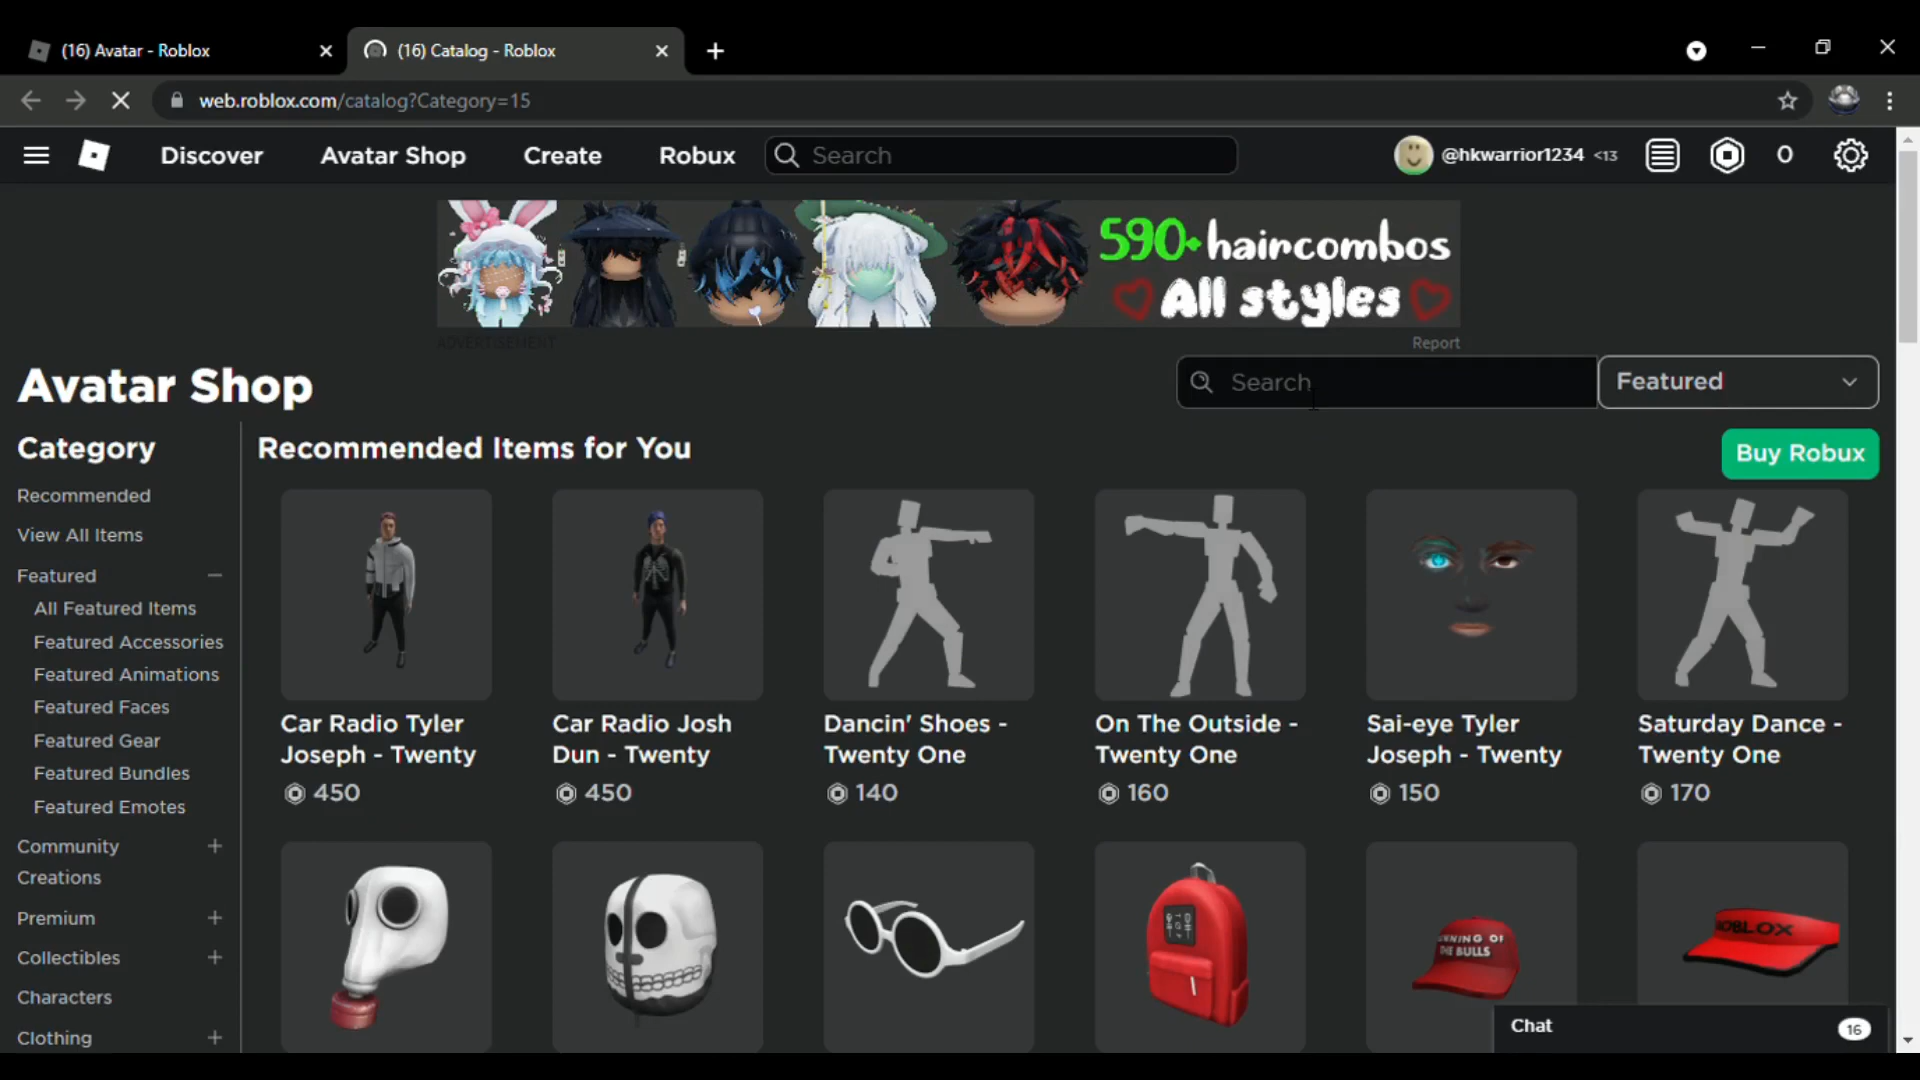 (16) Avatar - Roblox
(16) Catalog - Roblox
web.roblox.com/catalog?Category=15
Discover
Avatar Shop
Create
Robux
Search
@hkwarrior1234 <13
0
590+ haircombos
All styles
ADVERTISEMENT
Report
Avatar Shop
Search
Featured
Category
Recommended Items for You
Buy Robux
Recommended
View All Items
Featured
All Featured Items
Featured Accessories
Featured Animations
Featured Faces
Featured Gear
Featured Bundles
Featured Emotes
Community
Creations
Premium
Collectibles
Characters
Clothing
Car Radio Tyler
Joseph - Twenty
450
Car Radio Josh
Dun - Twenty
450
Dancin' Shoes -
Twenty One
140
On The Outside -
Twenty One
160
Sai-eye Tyler
Joseph - Twenty
150
Saturday Dance -
Twenty One
170
THE BULLS
ROBLOX
Chat
16